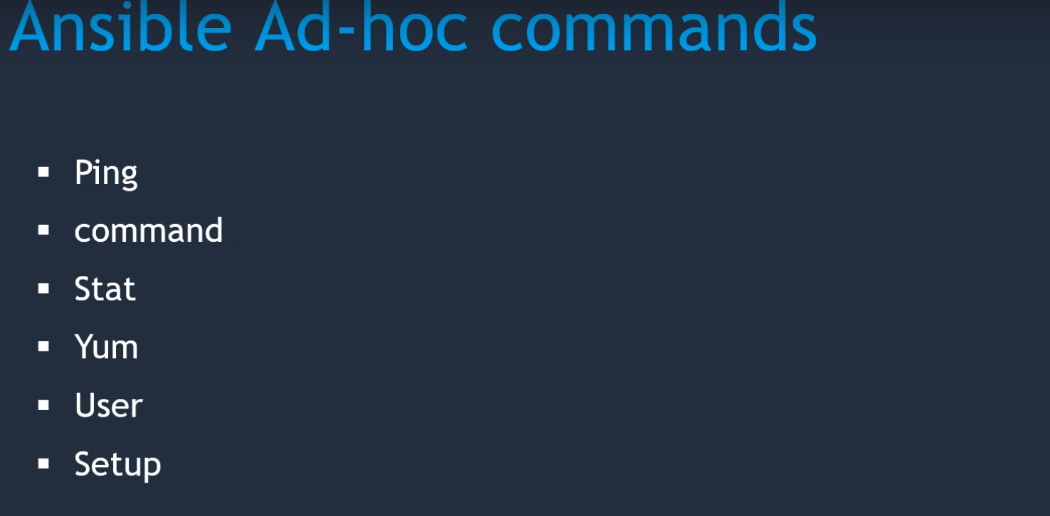 Ansible Ad-hoc commands
▪ Ping
▪ command
▪ Stat
▪ Yum
▪ User
▪ Setup